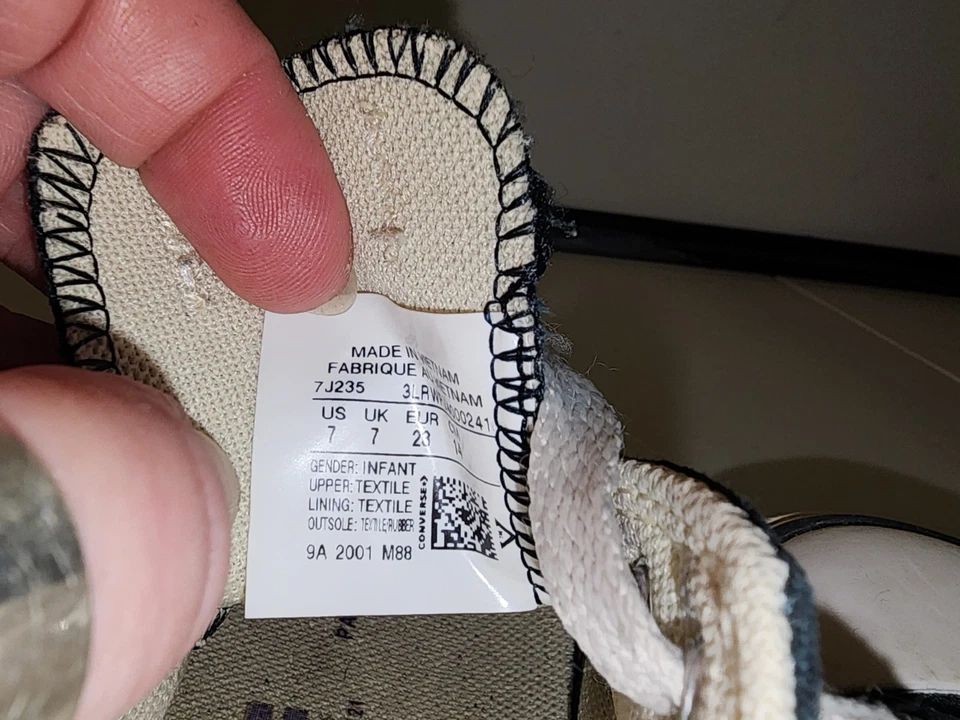 MADE IN VIETNAM
FABRIQUE AU VIETNAM
7J235
US UK EUR
7 7 23 14
GENDER: INFANT
UPPER: TEXTILE
LINING: TEXTILE
OUTSOLE: TEXTILE/RUBBER
CONVERSE
9A 2001 M88